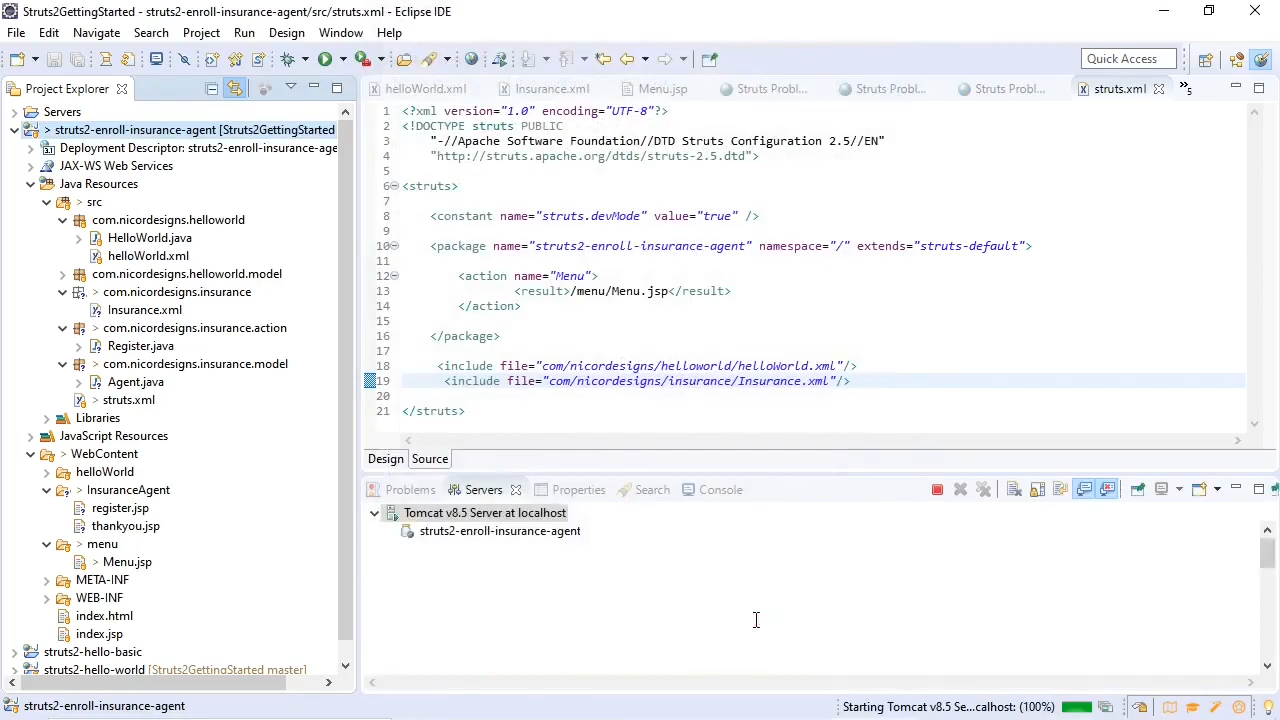 Struts2GettingStarted - struts2-enroll-insurance-agent/src/struts.xml - Eclipse IDE
File Edit Navigate Search Project Run Design Window Help
Quick Access
Project Explorer
helloWorld.xml Insurance.xml Menu.jsp Struts Probl... Struts Probl... Struts Probl... struts.xml »5
Servers
> struts2-enroll-insurance-agent [Struts2GettingStarted
Deployment Descriptor: struts2-enroll-insurance-age
JAX-WS Web Services
Java Resources
> src
com.nicordesigns.helloworld
HelloWorld.java
helloWorld.xml
com.nicordesigns.helloworld.model
> com.nicordesigns.insurance
Insurance.xml
> com.nicordesigns.insurance.action
Register.java
> com.nicordesigns.insurance.model
Agent.java
> struts.xml
Libraries
JavaScript Resources
> WebContent
helloWorld
> InsuranceAgent
register.jsp
thankyou.jsp
> menu
> Menu.jsp
META-INF
WEB-INF
index.html
index.jsp
struts2-hello-basic
struts2-hello-world [Struts2GettingStarted master]
1 <?xml version="1.0" encoding="UTF-8"?>
2 <!DOCTYPE struts PUBLIC
3 "-//Apache Software Foundation//DTD Struts Configuration 2.5//EN"
4 "http://struts.apache.org/dtds/struts-2.5.dtd">
5
6 <struts>
7
8 <constant name="struts.devMode" value="true" />
9
10 <package name="struts2-enroll-insurance-agent" namespace="/" extends="struts-default">
11
12 <action name="Menu">
13 <result>/menu/Menu.jsp</result>
14 </action>
15
16 </package>
17
18 <include file="com/nicordesigns/helloworld/helloWorld.xml"/>
19 <include file="com/nicordesigns/insurance/Insurance.xml"/>
20
21 </struts>
Design Source
Problems Servers Properties Search Console
Tomcat v8.5 Server at localhost
struts2-enroll-insurance-agent
struts2-enroll-insurance-agent
Starting Tomcat v8.5 Se...calhost: (100%)